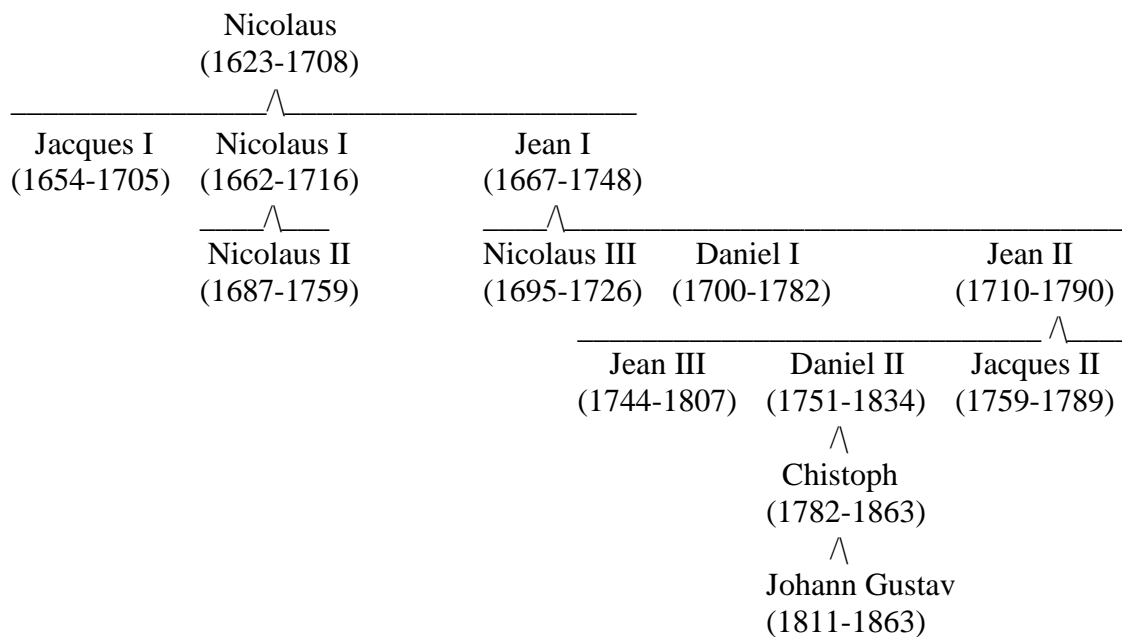 Nicolaus
(1623-1708)
Jacques I Nicolaus I Jean I
(1654-1705) (1662-1716) (1667-1748)
Nicolaus II Nicolaus III Daniel I Jean II
(1687-1759) (1695-1726) (1700-1782) (1710-1790)
Jean III Daniel II Jacques II
(1744-1807) (1751-1834) (1759-1789)
Chistoph
(1782-1863)
Johann Gustav
(1811-1863)